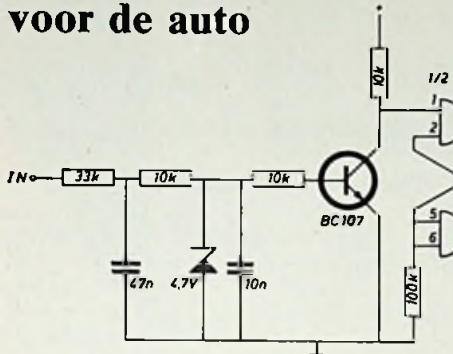 voor de auto
10k
1/2
1
2
IN
33k
10k
10k
BC107
5
6
47n
4,7V
10n
100k